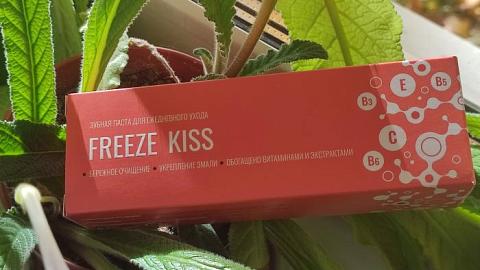 ЗУБНАЯ ПАСТА ДЛЯ ЕЖЕДНЕВНОГО УХОДА
FREEZE KISS
• БЕРЕЖНОЕ ОЧИЩЕНИЕ • УКРЕПЛЕНИЕ ЭМАЛИ • ОБОГАЩЕНО ВИТАМИНАМИ И ЭКСТРАКТАМИ
E
B5
B3
C
B6